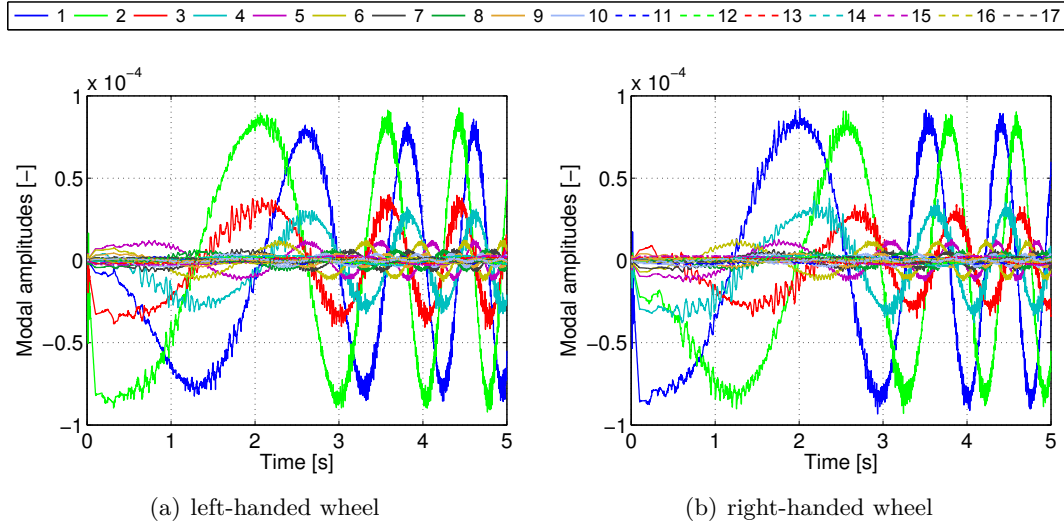 1 2 3 4 5 6 7 8 9 10 11 12 13 14 15 16 17
x 10⁻⁴
1
0.5
0
−0.5
−1
0 1 2 3 4 5
Modal amplitudes [−]
Time [s]
(a) left-handed wheel
x 10⁻⁴
1
0.5
0
−0.5
−1
0 1 2 3 4 5
Modal amplitudes [−]
Time [s]
(b) right-handed wheel